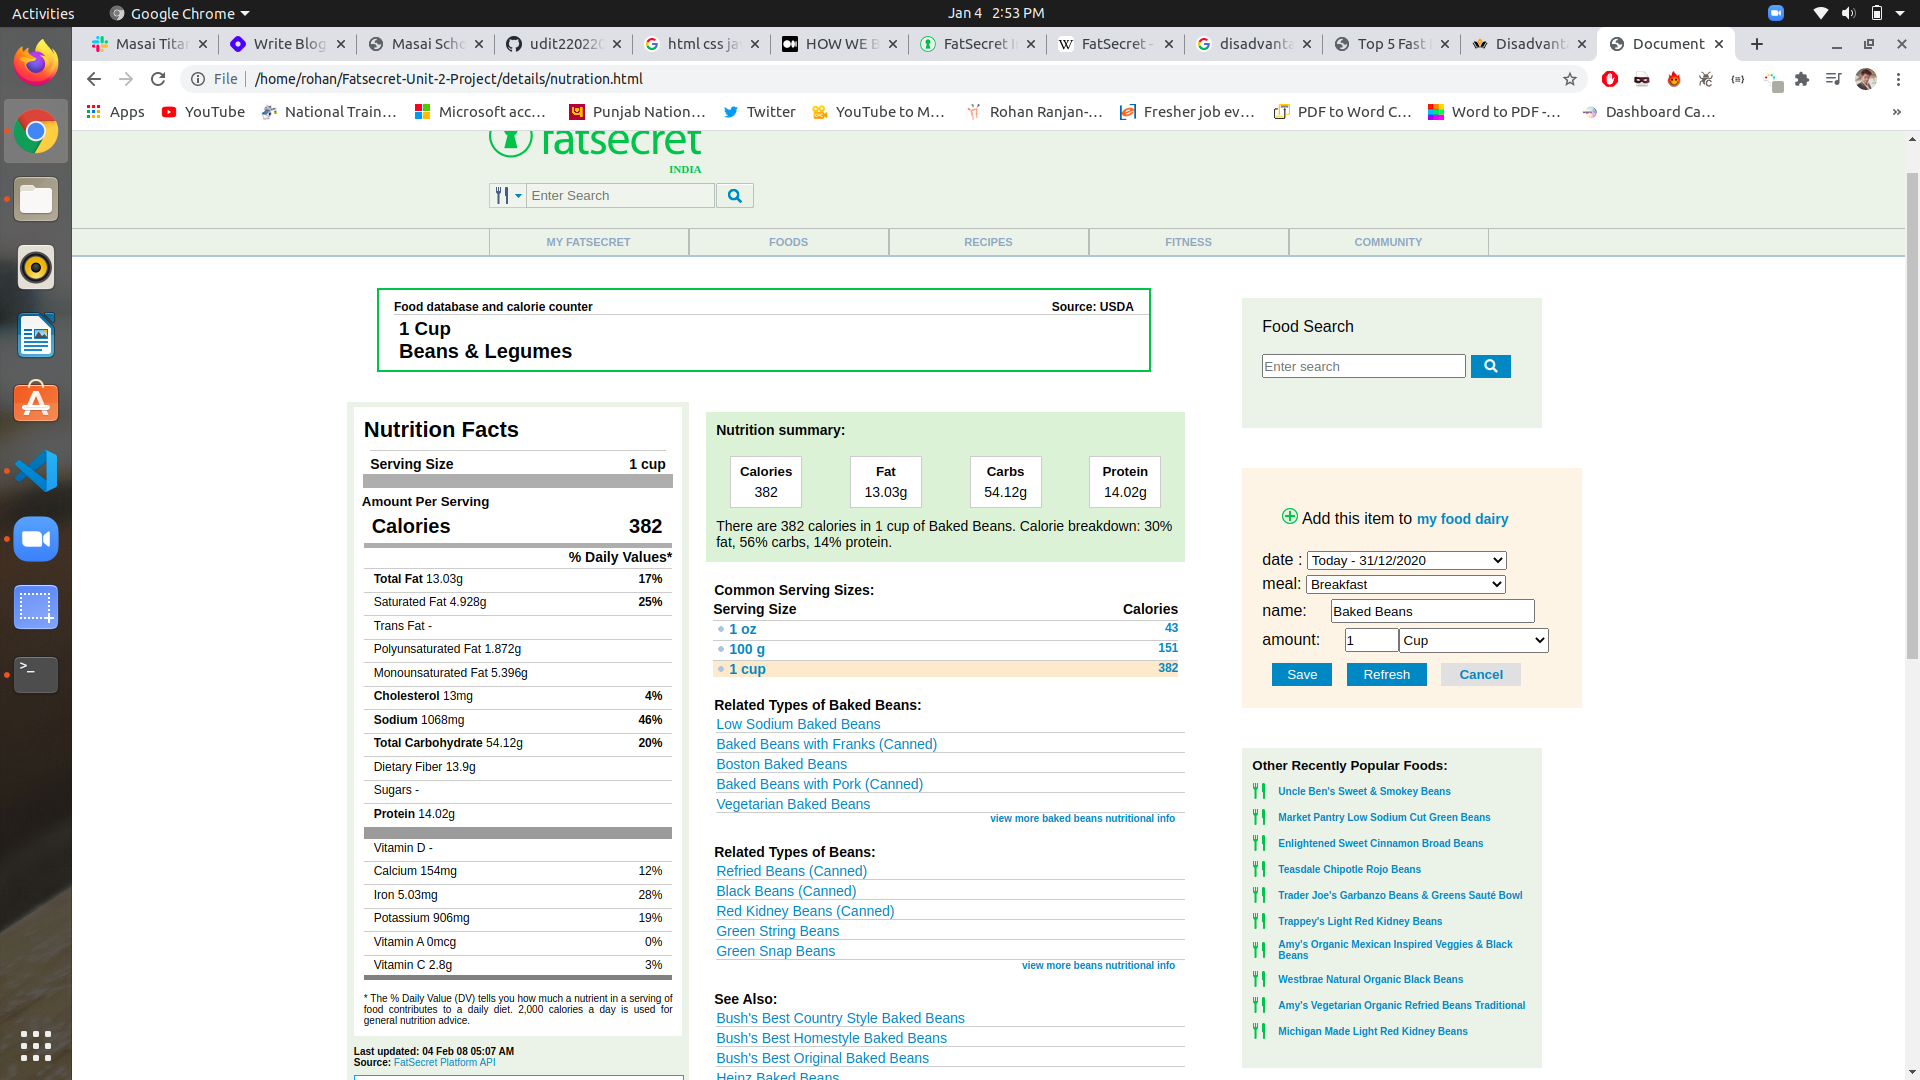 Activities
Google Chrome
Jan 4 2:53 PM
Masai Titan
Write Blog
Masai Scho
udit22022
html css ja
HOW WE B
FatSecret I
FatSecret -
disadvanta
Top 5 Fast
Disadvant
Document
File
/home/rohan/Fatsecret-Unit-2-Project/details/nutration.html
Apps
YouTube
National Train...
Microsoft acc...
Punjab Nation...
Twitter
YouTube to M...
Rohan Ranjan-...
Fresher job ev...
PDF to Word C...
Word to PDF -...
Dashboard Ca...
»
fatsecret
INDIA
Enter Search
MY FATSECRET
FOODS
RECIPES
FITNESS
COMMUNITY
Food database and calorie counter
Source: USDA
1 Cup
Beans & Legumes
Nutrition Facts
Serving Size 1 cup
Amount Per Serving
Calories 382
% Daily Values*
Total Fat 13.03g 17%
Saturated Fat 4.928g 25%
Trans Fat -
Polyunsaturated Fat 1.872g
Monounsaturated Fat 5.396g
Cholesterol 13mg 4%
Sodium 1068mg 46%
Total Carbohydrate 54.12g 20%
Dietary Fiber 13.9g
Sugars -
Protein 14.02g
Vitamin D -
Calcium 154mg 12%
Iron 5.03mg 28%
Potassium 906mg 19%
Vitamin A 0mcg 0%
Vitamin C 2.8g 3%
* The % Daily Value (DV) tells you how much a nutrient in a serving of
food contributes to a daily diet. 2,000 calories a day is used for
general nutrition advice.
Last updated: 04 Feb 08 05:07 AM
Source: FatSecret Platform API
Nutrition summary:
Calories
382
Fat
13.03g
Carbs
54.12g
Protein
14.02g
There are 382 calories in 1 cup of Baked Beans. Calorie breakdown: 30%
fat, 56% carbs, 14% protein.
Common Serving Sizes:
Serving Size Calories
1 oz 43
100 g 151
1 cup 382
Related Types of Baked Beans:
Low Sodium Baked Beans
Baked Beans with Franks (Canned)
Boston Baked Beans
Baked Beans with Pork (Canned)
Vegetarian Baked Beans
view more baked beans nutritional info
Related Types of Beans:
Refried Beans (Canned)
Black Beans (Canned)
Red Kidney Beans (Canned)
Green String Beans
Green Snap Beans
view more beans nutritional info
See Also:
Bush's Best Country Style Baked Beans
Bush's Best Homestyle Baked Beans
Bush's Best Original Baked Beans
Heinz Baked Beans
Food Search
Enter search
Add this item to my food dairy
date : Today - 31/12/2020
meal: Breakfast
name: Baked Beans
amount: 1 Cup
Save
Refresh
Cancel
Other Recently Popular Foods:
Uncle Ben's Sweet & Smokey Beans
Market Pantry Low Sodium Cut Green Beans
Enlightened Sweet Cinnamon Broad Beans
Teasdale Chipotle Rojo Beans
Trader Joe's Garbanzo Beans & Greens Sauté Bowl
Trappey's Light Red Kidney Beans
Amy's Organic Mexican Inspired Veggies & Black
Beans
Westbrae Natural Organic Black Beans
Amy's Vegetarian Organic Refried Beans Traditional
Michigan Made Light Red Kidney Beans